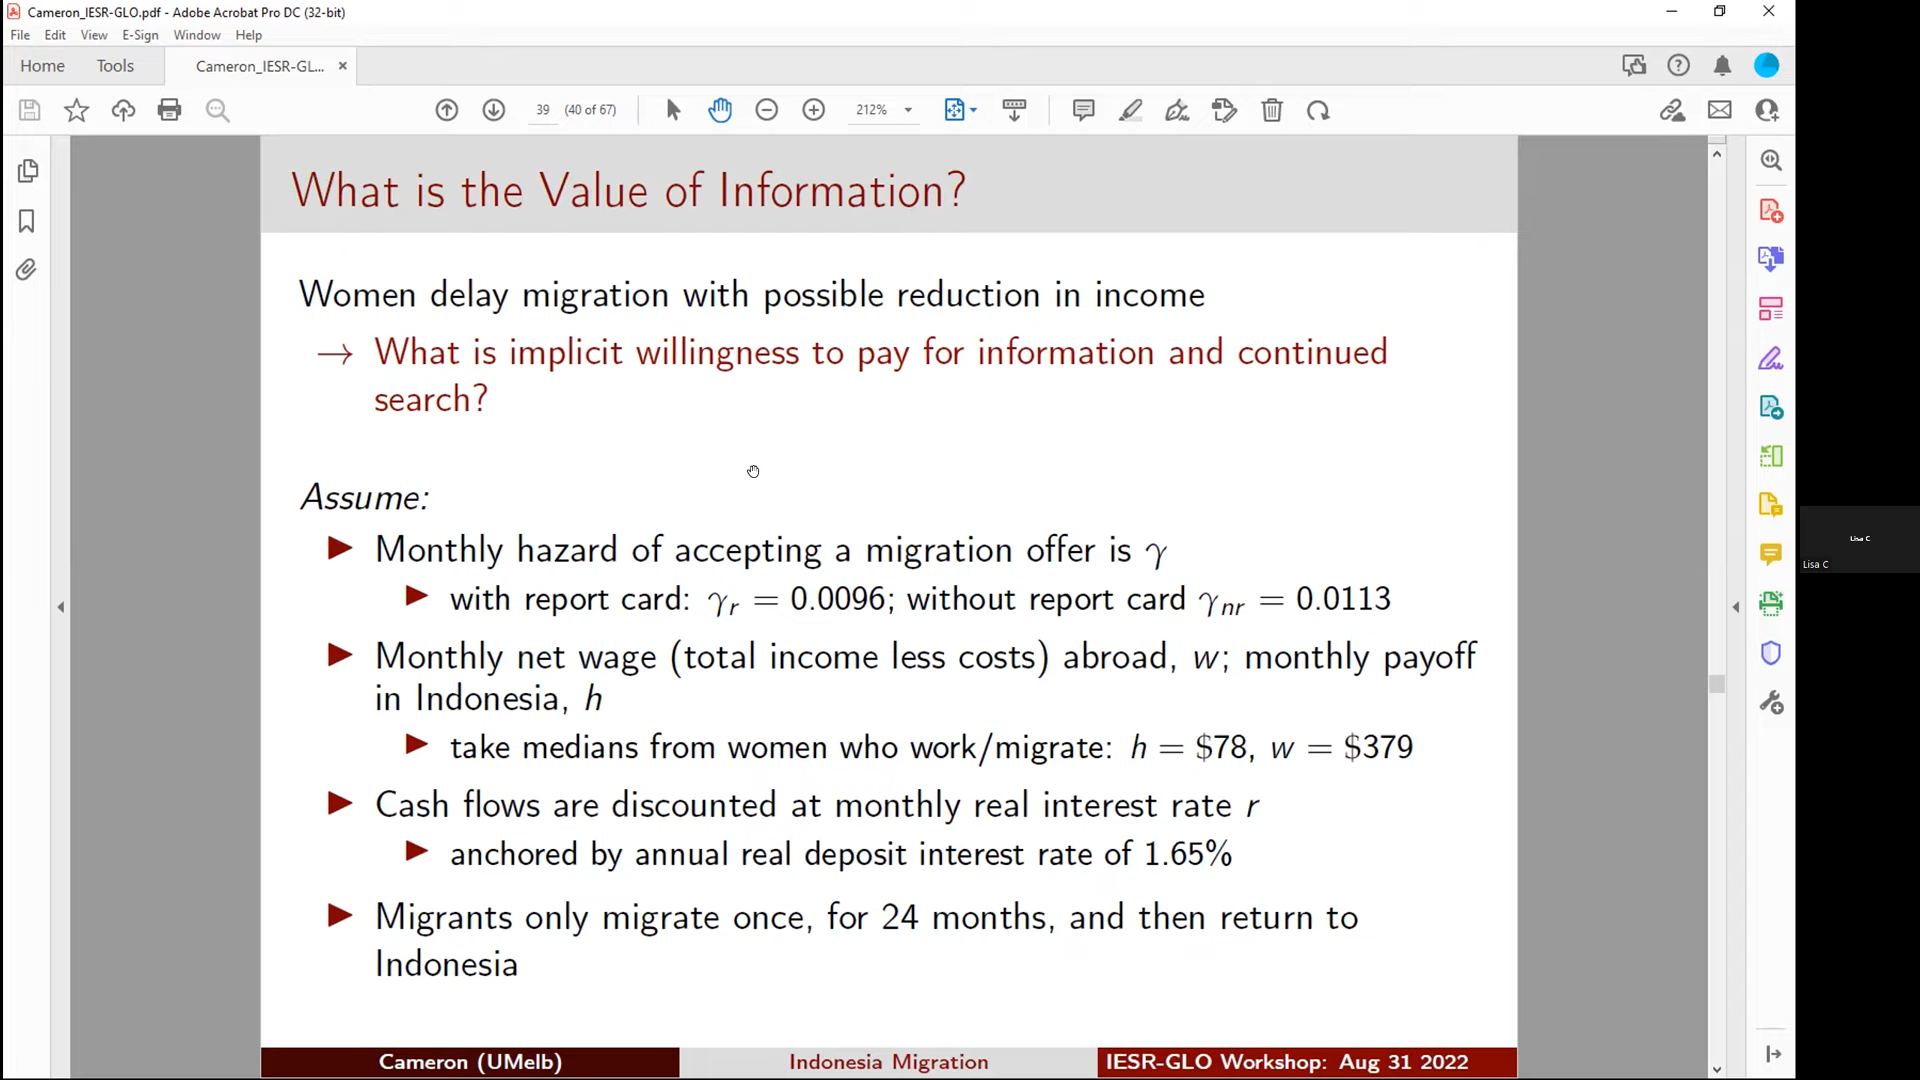 Cameron_IESR-GLO.pdf - Adobe Acrobat Pro DC (32-bit)
File Edit View E-Sign Window Help
Home Tools Cameron_IESR-GL... ×
39 (40 of 67) 212%
What is the Value of Information?
Women delay migration with possible reduction in income
→ What is implicit willingness to pay for information and continued
search?
Assume:
▶ Monthly hazard of accepting a migration offer is γ
▶ with report card: γr = 0.0096; without report card γnr = 0.0113
▶ Monthly net wage (total income less costs) abroad, w; monthly payoff
in Indonesia, h
▶ take medians from women who work/migrate: h = $78, w = $379
▶ Cash flows are discounted at monthly real interest rate r
▶ anchored by annual real deposit interest rate of 1.65%
▶ Migrants only migrate once, for 24 months, and then return to
Indonesia
Cameron (UMelb) Indonesia Migration IESR-GLO Workshop: Aug 31 2022
Lisa C
Lisa C